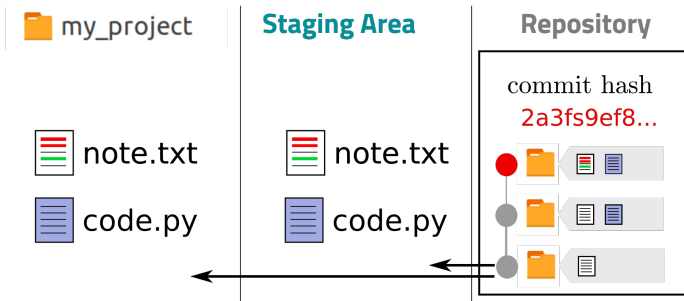 my_project
Staging Area
Repository
commit hash
2a3fs9ef8...
note.txt
note.txt
code.py
code.py